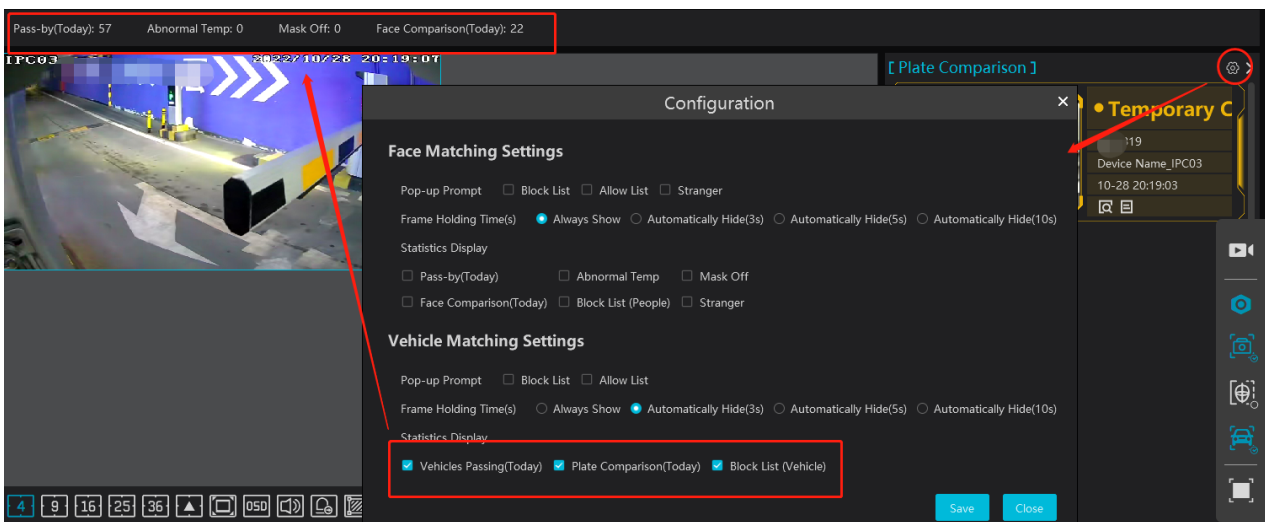 Pass-by(Today): 57 Abnormal Temp: 0 Mask Off: 0 Face Comparison(Today): 22
IPC03 2022/10/28 20:19:07
[ Plate Comparison ]
Configuration
Temporary C
319
Device Name_IPC03
10-28 20:19:03
Face Matching Settings
Pop-up Prompt Block List Allow List Stranger
Frame Holding Time(s) Always Show Automatically Hide(3s) Automatically Hide(5s) Automatically Hide(10s)
Statistics Display
Pass-by(Today) Abnormal Temp Mask Off
Face Comparison(Today) Block List (People) Stranger
Vehicle Matching Settings
Pop-up Prompt Block List Allow List
Frame Holding Time(s) Always Show Automatically Hide(3s) Automatically Hide(5s) Automatically Hide(10s)
Statistics Display
Vehicles Passing(Today) Plate Comparison(Today) Block List (Vehicle)
Save Close
4 9 16 25 36 OSD